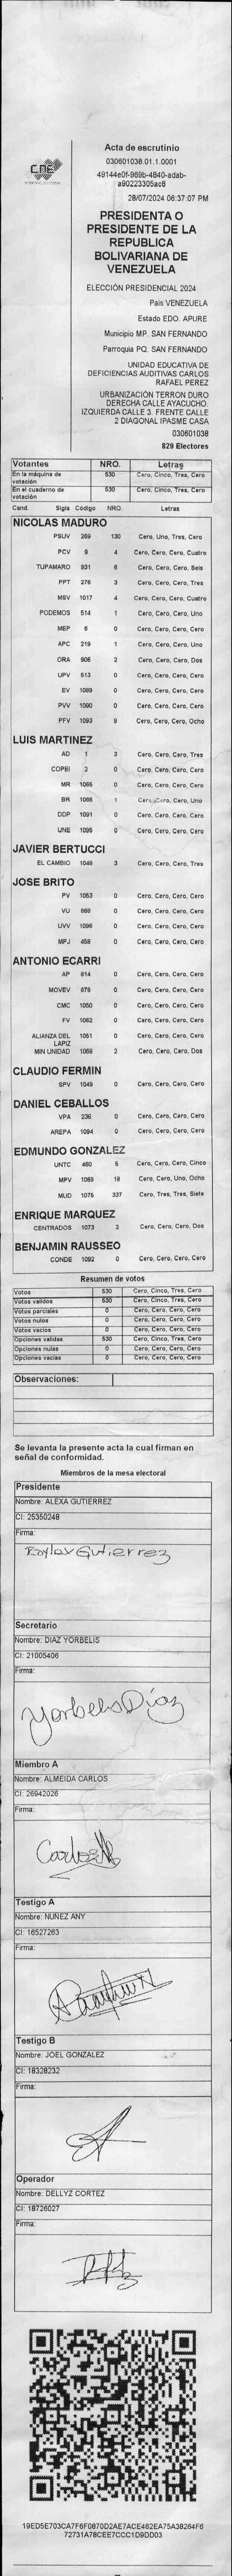 CNE
Acta de escrutinio
030601038.01.1.0001
49144e0f-969b-4840-adab-
a90223305ac8
28/07/2024 06:37:07 PM
PRESIDENTA O
PRESIDENTE DE LA
REPUBLICA
BOLIVARIANA DE
VENEZUELA
ELECCIÓN PRESIDENCIAL 2024
Pais VENEZUELA
Estado EDO. APURE
Municipio MP. SAN FERNANDO
Parroquia PQ. SAN FERNANDO
UNIDAD EDUCATIVA DE
DEFICIENCIAS AUDITIVAS CARLOS
RAFAEL PEREZ
URBANIZACIÓN TERRON DURO
DERECHA CALLE AYACUCHO.
IZQUIERDA CALLE 3. FRENTE CALLE
2 DIAGONAL IPASME CASA
030601038
829 Electores
Votantes NRO. Letras
En la máquina de votación 530 Cero, Cinco, Tres, Cero
En el cuaderno de votación 530 Cero, Cinco, Tres, Cero
Cand. Sigla Código NRO. Letras
NICOLAS MADURO
PSUV 269 130 Cero, Uno, Tres, Cero
PCV 9 4 Cero, Cero, Cero, Cuatro
TUPAMARO 931 6 Cero, Cero, Cero, Seis
PPT 276 3 Cero, Cero, Cero, Tres
MSV 1017 4 Cero, Cero, Cero, Cuatro
PODEMOS 514 1 Cero, Cero, Cero, Uno
MEP 6 0 Cero, Cero, Cero, Cero
APC 219 1 Cero, Cero, Cero, Uno
ORA 906 2 Cero, Cero, Cero, Dos
UPV 513 0 Cero, Cero, Cero, Cero
EV 1089 0 Cero, Cero, Cero, Cero
PVV 1090 0 Cero, Cero, Cero, Cero
PFV 1093 8 Cero, Cero, Cero, Ocho
LUIS MARTINEZ
AD 1 3 Cero, Cero, Cero, Tres
COPEI 2 0 Cero, Cero, Cero, Cero
MR 1065 0 Cero, Cero, Cero, Cero
BR 1066 1 Cero, Cero, Cero, Uno
DDP 1091 0 Cero, Cero, Cero, Cero
UNE 1095 0 Cero, Cero, Cero, Cero
JAVIER BERTUCCI
EL CAMBIO 1048 3 Cero, Cero, Cero, Tres
JOSE BRITO
PV 1053 0 Cero, Cero, Cero, Cero
VU 868 0 Cero, Cero, Cero, Cero
UVV 1096 0 Cero, Cero, Cero, Cero
MPJ 458 0 Cero, Cero, Cero, Cero
ANTONIO ECARRI
AP 914 0 Cero, Cero, Cero, Cero
MOVEV 878 0 Cero, Cero, Cero, Cero
CMC 1050 0 Cero, Cero, Cero, Cero
FV 1062 0 Cero, Cero, Cero, Cero
ALIANZA DEL LAPIZ 1051 0 Cero, Cero, Cero, Cero
MIN UNIDAD 1068 2 Cero, Cero, Cero, Dos
CLAUDIO FERMIN
SPV 1049 0 Cero, Cero, Cero, Cero
DANIEL CEBALLOS
VPA 236 0 Cero, Cero, Cero, Cero
AREPA 1094 0 Cero, Cero, Cero, Cero
EDMUNDO GONZALEZ
UNTC 460 5 Cero, Cero, Cero, Cinco
MPV 1069 18 Cero, Cero, Uno, Ocho
MUD 1075 337 Cero, Tres, Tres, Siete
ENRIQUE MARQUEZ
CENTRADOS 1073 2 Cero, Cero, Cero, Dos
BENJAMIN RAUSSEO
CONDE 1092 0 Cero, Cero, Cero, Cero
Resumen de votos
Votos 530 Cero, Cinco, Tres, Cero
Votos validos 530 Cero, Cinco, Tres, Cero
Votos parciales 0 Cero, Cero, Cero, Cero
Votos nulos 0 Cero, Cero, Cero, Cero
Votos vacios 0 Cero, Cero, Cero, Cero
Opciones validas 530 Cero, Cinco, Tres, Cero
Opciones nulas 0 Cero, Cero, Cero, Cero
Opciones vacias 0 Cero, Cero, Cero, Cero
Observaciones:
Se levanta la presente acta la cual firman en
señal de conformidad.
Miembros de la mesa electoral
Presidente
Nombre: ALEXA GUTIERREZ
CI: 25350248
Firma:
Raylex Gutierrez
Secretario
Nombre: DIAZ YORBELIS
CI: 21005406
Firma:
Yorbelis Díaz
Miembro A
Nombre: ALMEIDA CARLOS
CI: 26942026
Firma:
Carlos A
Testigo A
Nombre: NUÑEZ ANY
CI: 16527263
Firma:
Testigo B
Nombre: JOEL GONZALEZ
CI: 18328232
Firma:
Operador
Nombre: DELLYZ CORTEZ
CI: 18726027
Firma:
19ED5E703CA7F6F0870D2AE7ACE462EA75A38264F6
72731A78CEE7CCC1D9DD03